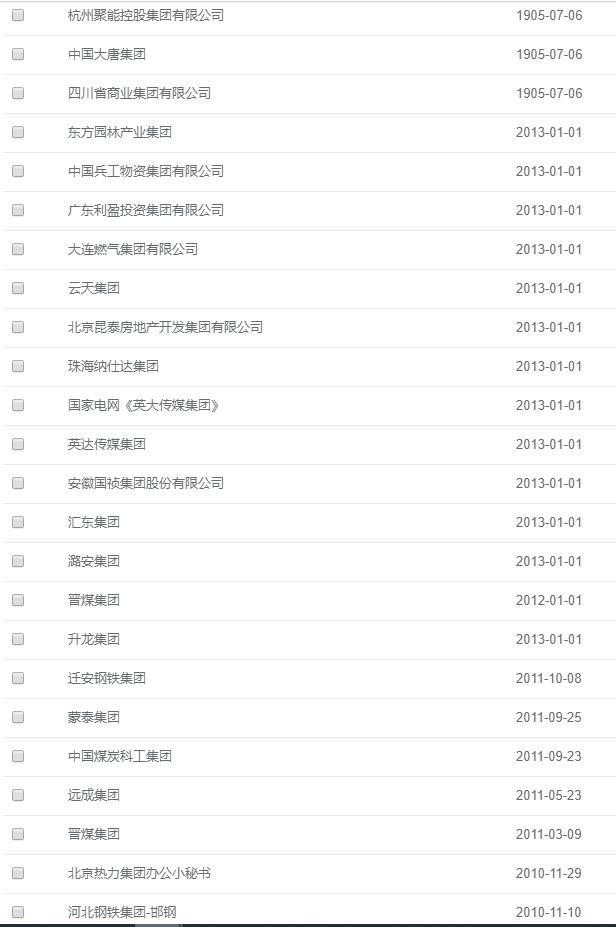 杭州聚能控股集团有限公司 1905-07-06
中国大唐集团 1905-07-06
四川省商业集团有限公司 1905-07-06
东方园林产业集团 2013-01-01
中国兵工物资集团有限公司 2013-01-01
广东利盈投资集团有限公司 2013-01-01
大连燃气集团有限公司 2013-01-01
云天集团 2013-01-01
北京昆泰房地产开发集团有限公司 2013-01-01
珠海纳仕达集团 2013-01-01
国家电网《英大传媒集团》 2013-01-01
英达传媒集团 2013-01-01
安徽国祯集团股份有限公司 2013-01-01
汇东集团 2013-01-01
潞安集团 2013-01-01
晋煤集团 2012-01-01
升龙集团 2013-01-01
迁安钢铁集团 2011-10-08
蒙泰集团 2011-09-25
中国煤炭科工集团 2011-09-23
远成集团 2011-05-23
晋煤集团 2011-03-09
北京热力集团办公小秘书 2010-11-29
河北钢铁集团-邯钢 2010-11-10